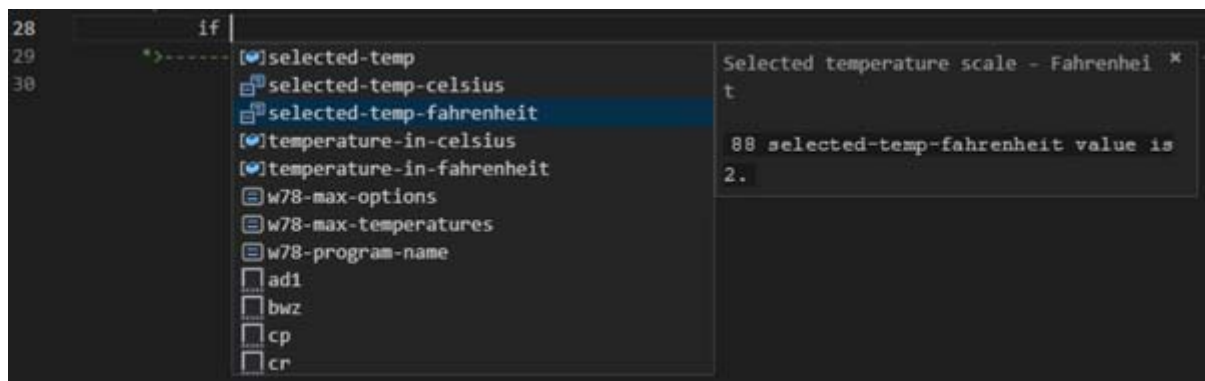 28 if
29 *>------
30
selected-temp
selected-temp-celsius
selected-temp-fahrenheit
temperature-in-celsius
temperature-in-fahrenheit
w78-max-options
w78-max-temperatures
w78-program-name
ad1
bwz
cp
cr
Selected temperature scale - Fahrenhei ×
t
88 selected-temp-fahrenheit value is
2.